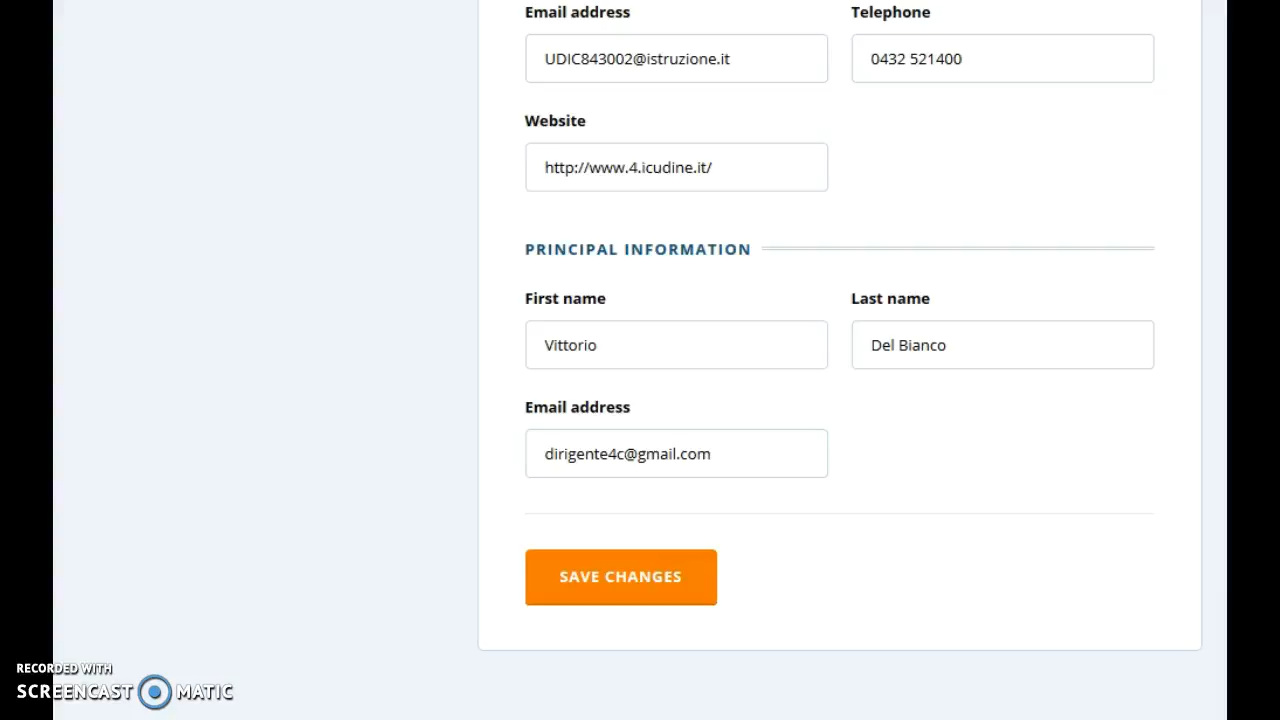 Email address Telephone
UDIC843002@istruzione.it 0432 521400
Website
http://www.4.icudine.it/
PRINCIPAL INFORMATION
First name Last name
Vittorio Del Bianco
Email address
dirigente4c@gmail.com
SAVE CHANGES
RECORDED WITH
SCREENCAST MATIC